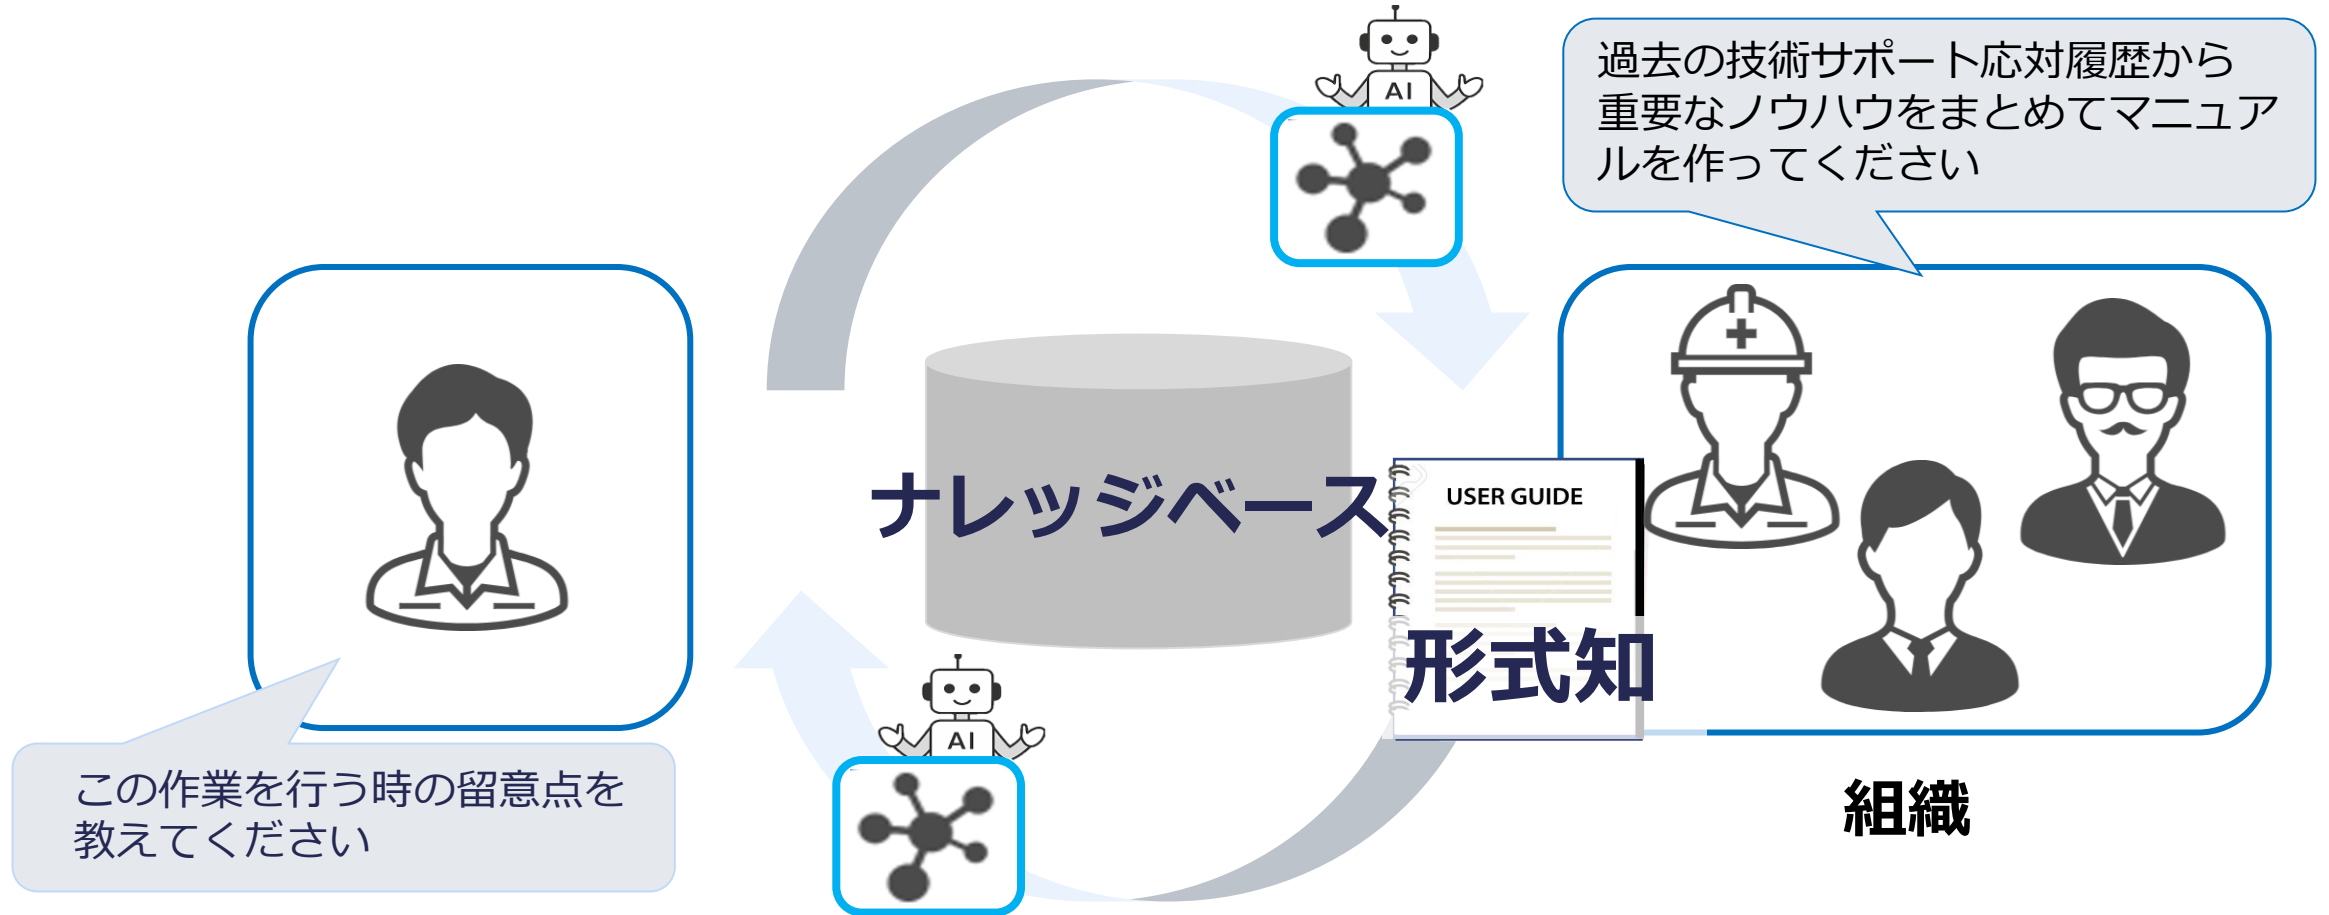 AI
過去の技術サポート応対履歴から
重要なノウハウをまとめてマニュア
ルを作ってください
ナレッジベース
USER GUIDE
形式知
AI
この作業を行う時の留意点を
教えてください
組織